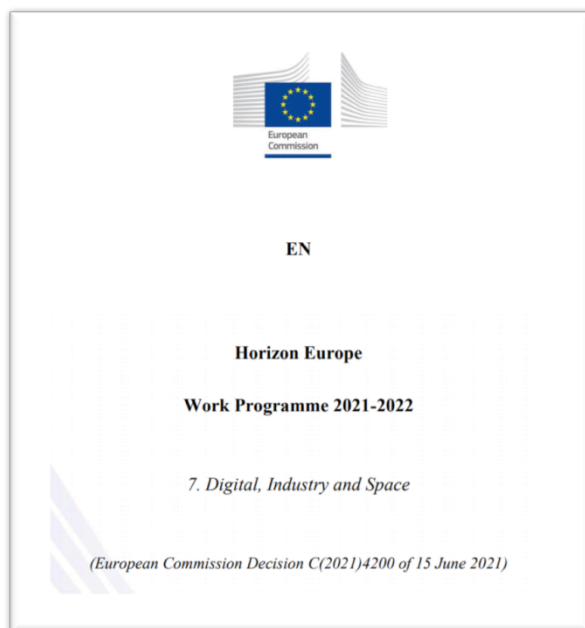 European
Commission
EN
Horizon Europe
Work Programme 2021-2022
7. Digital, Industry and Space
(European Commission Decision C(2021)4200 of 15 June 2021)